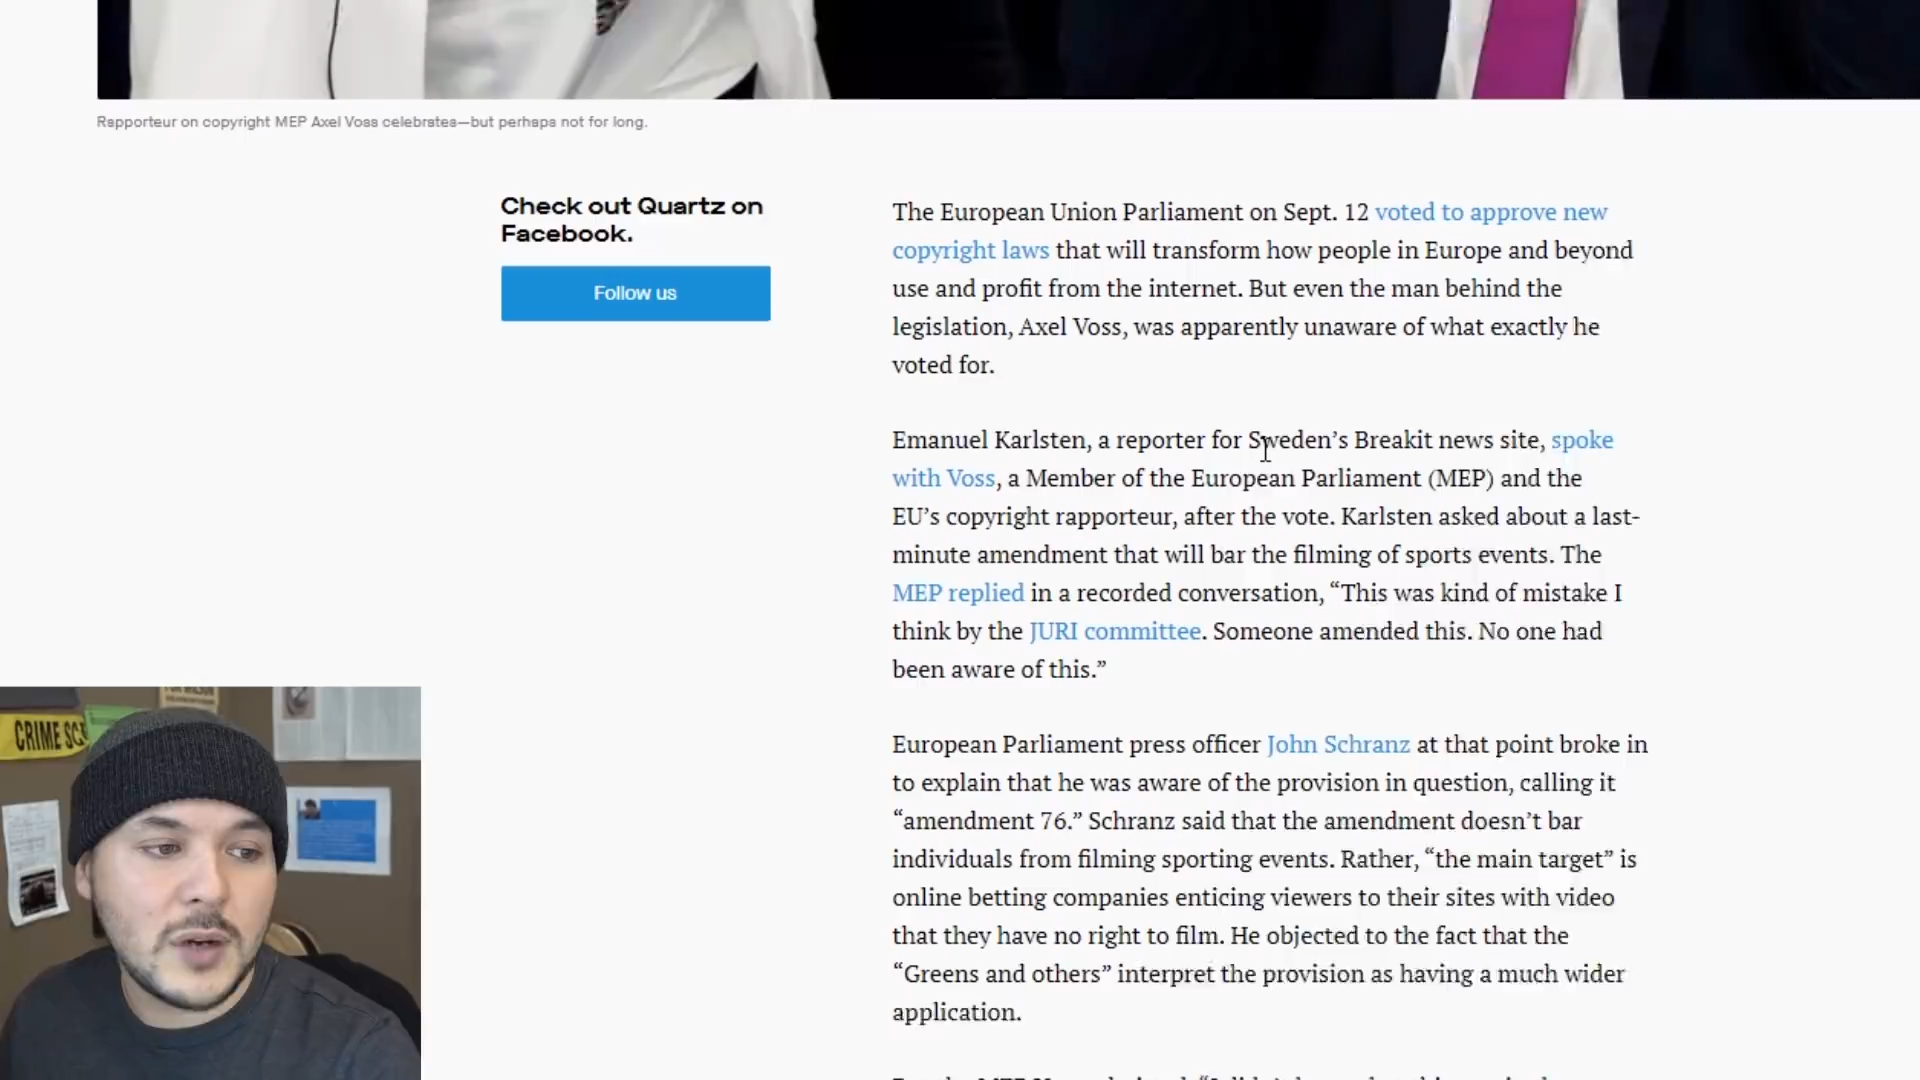 Rapporteur on copyright MEP Axel Voss celebrates—but perhaps not for long.
Check out Quartz on
Facebook.
Follow us
The European Union Parliament on Sept. 12 voted to approve new
copyright laws that will transform how people in Europe and beyond
use and profit from the internet. But even the man behind the
legislation, Axel Voss, was apparently unaware of what exactly he
voted for.
Emanuel Karlsten, a reporter for Sweden’s Breakit news site, spoke
with Voss, a Member of the European Parliament (MEP) and the
EU’s copyright rapporteur, after the vote. Karlsten asked about a last-
minute amendment that will bar the filming of sports events. The
MEP replied in a recorded conversation, “This was kind of mistake I
think by the JURI committee. Someone amended this. No one had
been aware of this.”
European Parliament press officer John Schranz at that point broke in
to explain that he was aware of the provision in question, calling it
“amendment 76.” Schranz said that the amendment doesn’t bar
individuals from filming sporting events. Rather, “the main target” is
online betting companies enticing viewers to their sites with video
that they have no right to film. He objected to the fact that the
“Greens and others” interpret the provision as having a much wider
application.
CRIME SC